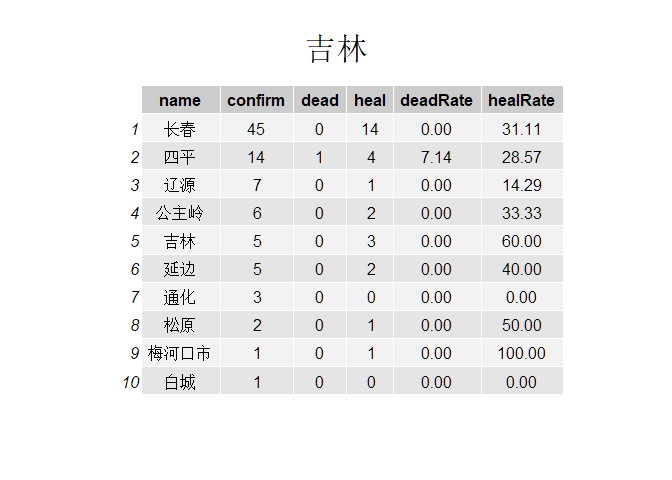 吉林
name confirm dead heal deadRate healRate
1 长春 45 0 14 0.00 31.11
2 四平 14 1 4 7.14 28.57
3 辽源 7 0 1 0.00 14.29
4 公主岭 6 0 2 0.00 33.33
5 吉林 5 0 3 0.00 60.00
6 延边 5 0 2 0.00 40.00
7 通化 3 0 0 0.00 0.00
8 松原 2 0 1 0.00 50.00
9 梅河口市 1 0 1 0.00 100.00
10 白城 1 0 0 0.00 0.00